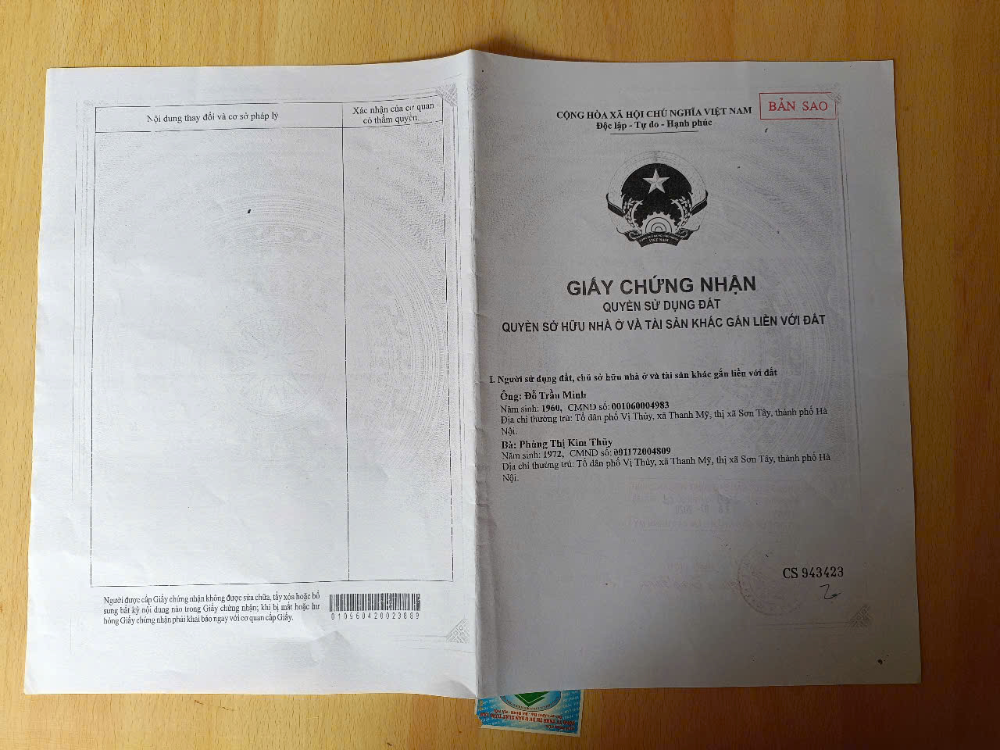 Nội dung thay đổi và cơ sở pháp lý
Xác nhận của cơ quan
có thẩm quyền
Người được cấp Giấy chứng nhận không được sửa chữa, tẩy xóa hoặc bổ
sung bất kỳ nội dung nào trong Giấy chứng nhận; khi bị mất hoặc hư
hỏng Giấy chứng nhận phải khai báo ngay với cơ quan cấp Giấy.
010960420023889
BẢN SAO
CỘNG HÒA XÃ HỘI CHỦ NGHĨA VIỆT NAM
Độc lập - Tự do - Hạnh phúc
VIỆT NAM
GIẤY CHỨNG NHẬN
QUYỀN SỬ DỤNG ĐẤT
QUYỀN SỞ HỮU NHÀ Ở VÀ TÀI SẢN KHÁC GẮN LIỀN VỚI ĐẤT
I. Người sử dụng đất, chủ sở hữu nhà ở và tài sản khác gắn liền với đất
Ông: Đỗ Trần Minh
Năm sinh: 1960, CMND số: 001060004983
Địa chỉ thường trú: Tổ dân phố Vị Thủy, xã Thanh Mỹ, thị xã Sơn Tây, thành phố Hà
Nội.
Bà: Phùng Thị Kim Thủy
Năm sinh: 1972, CMND số: 001172004809
Địa chỉ thường trú: Tổ dân phố Vị Thủy, xã Thanh Mỹ, thị xã Sơn Tây, thành phố Hà
Nội.
CS 943423